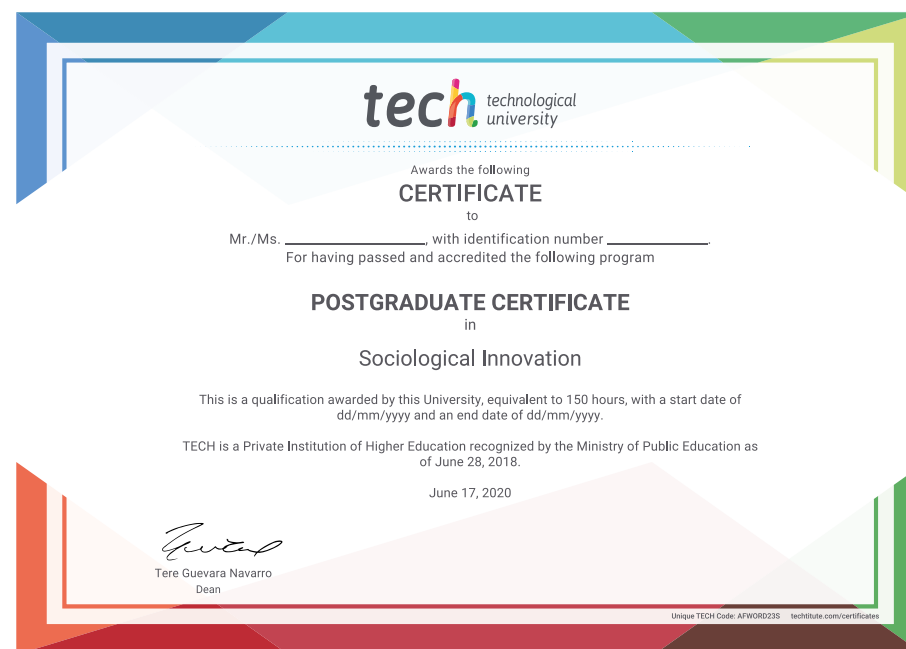 tech technological
university
Awards the following
CERTIFICATE
to
Mr./Ms. ____________________, with identification number ______________.
For having passed and accredited the following program
POSTGRADUATE CERTIFICATE
in
Sociological Innovation
This is a qualification awarded by this University, equivalent to 150 hours, with a start date of
dd/mm/yyyy and an end date of dd/mm/yyyy.
TECH is a Private Institution of Higher Education recognized by the Ministry of Public Education as
of June 28, 2018.
June 17, 2020
Tere Guevara Navarro
Dean
Unique TECH Code: AFWORD23S techtitute.com/certificates